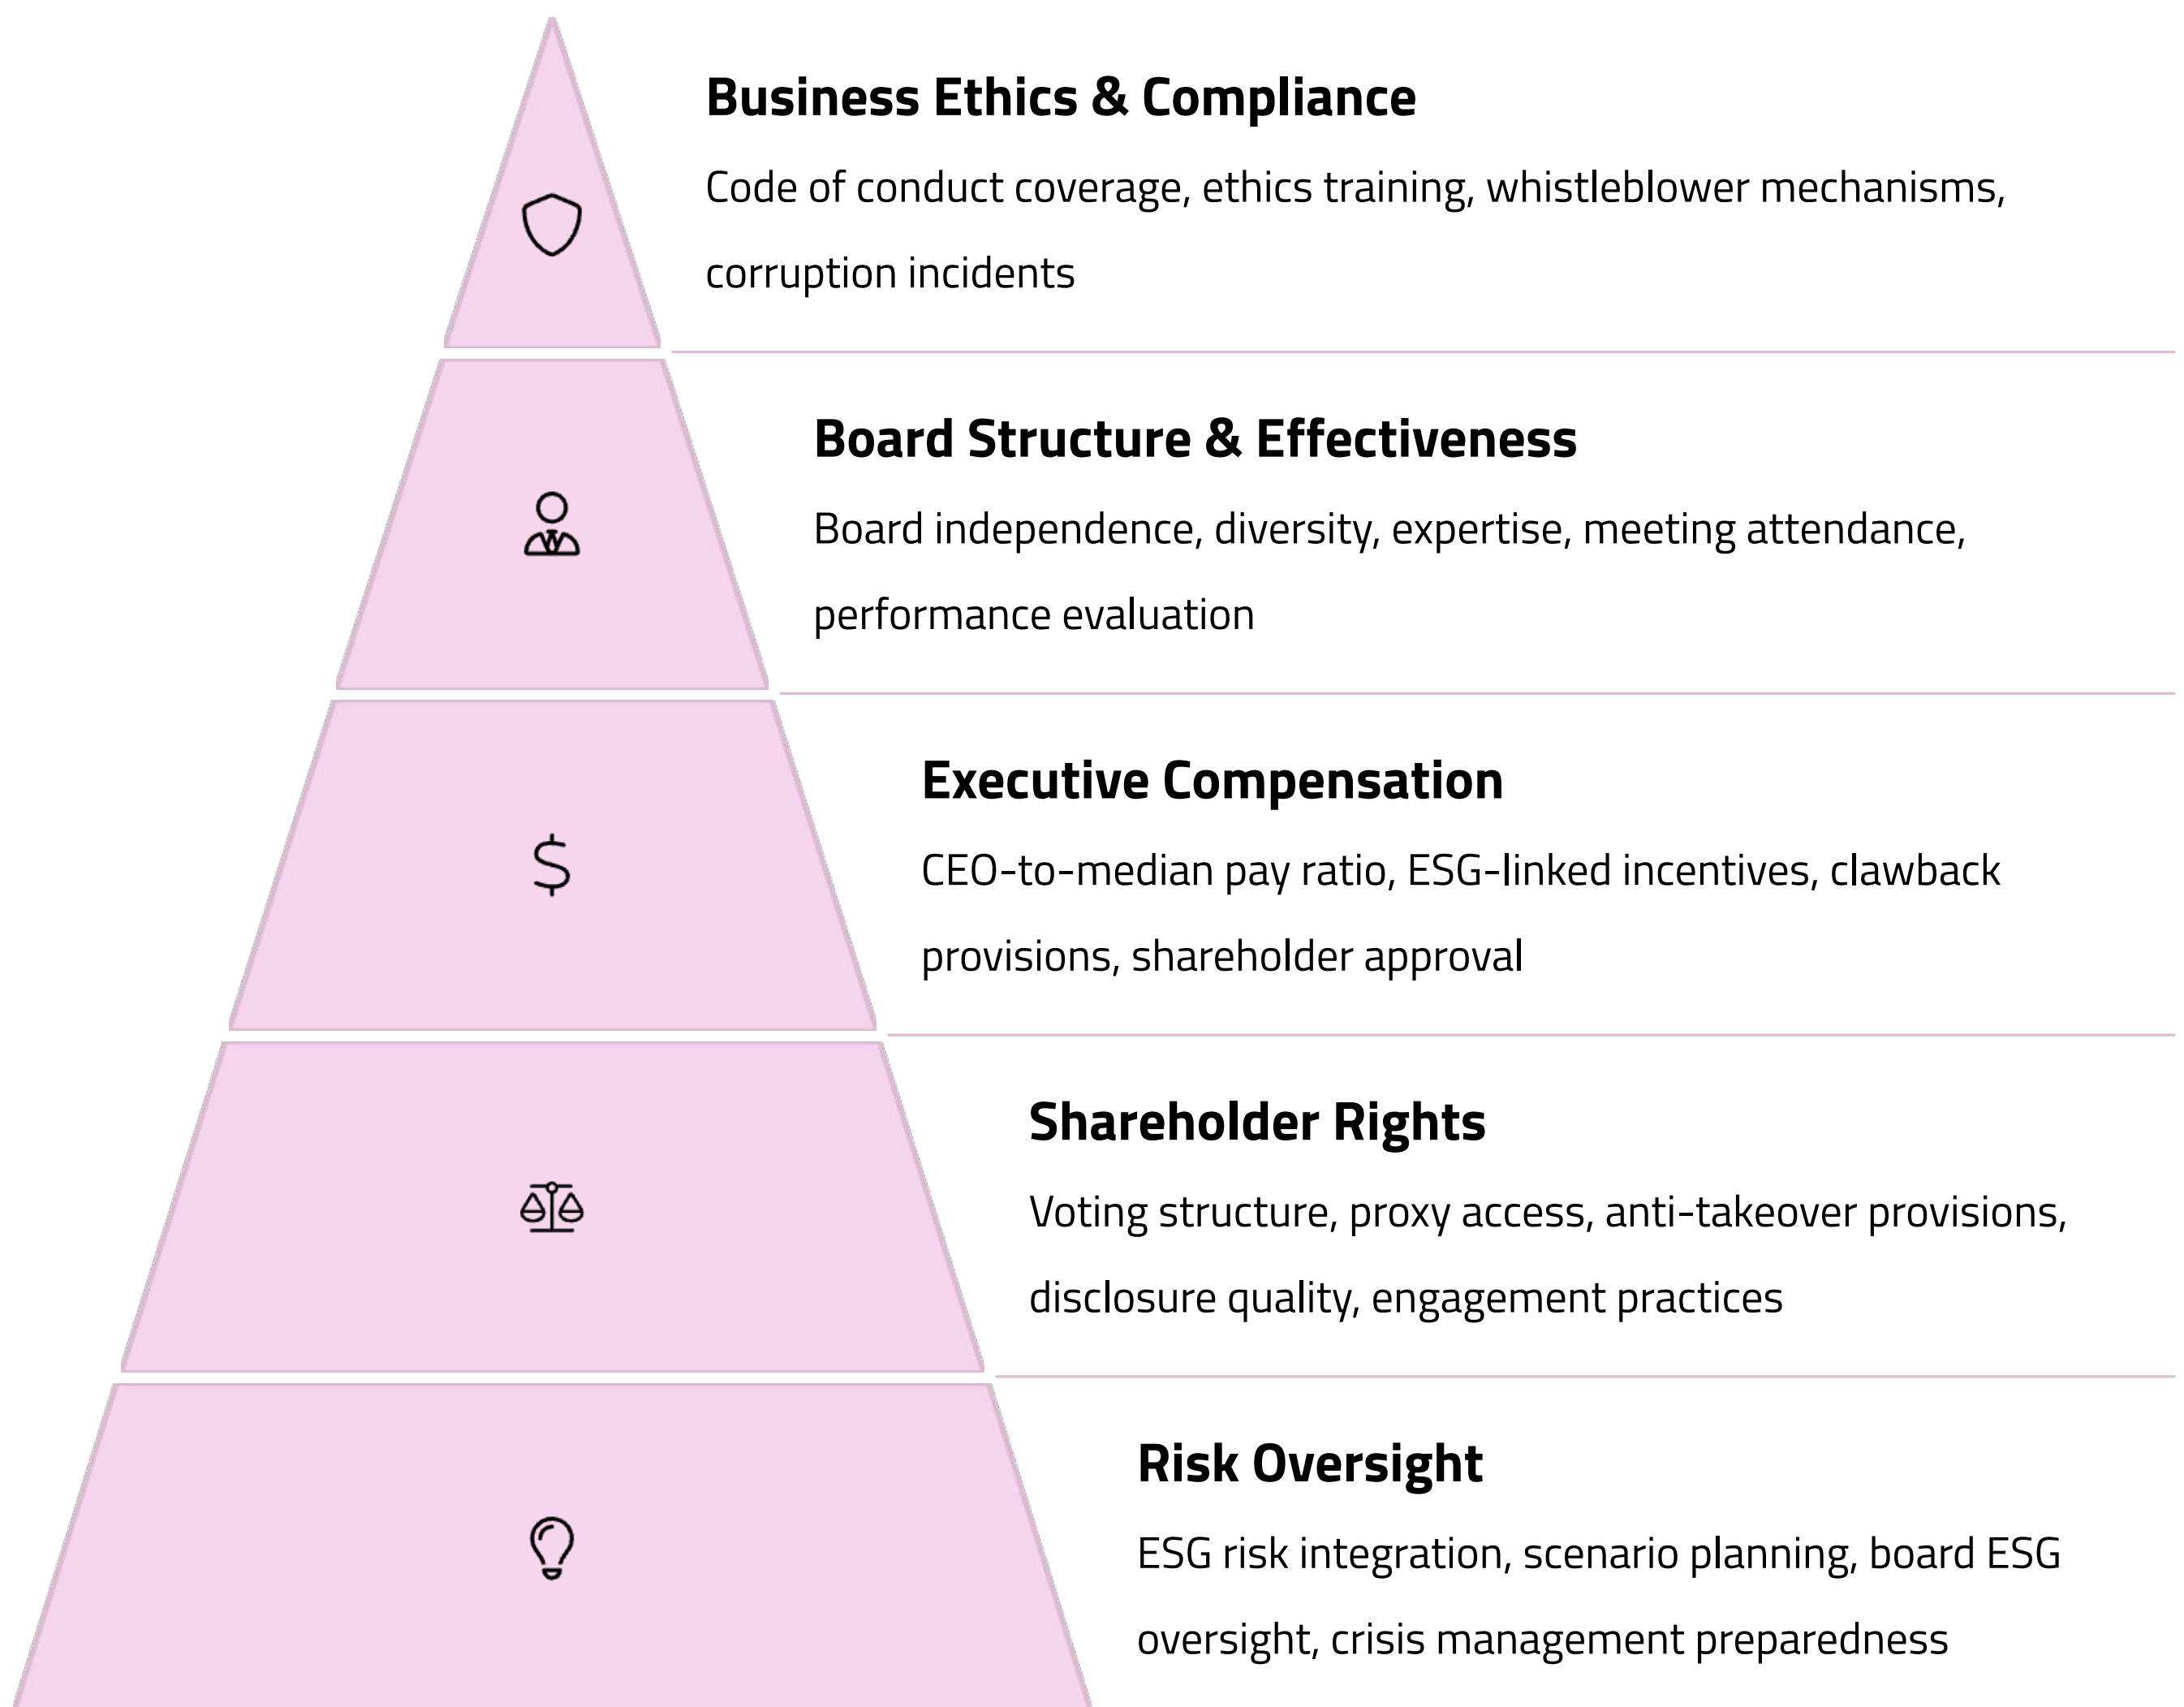 Business Ethics & Compliance
Code of conduct coverage, ethics training, whistleblower mechanisms,
corruption incidents
Board Structure & Effectiveness
Board independence, diversity, expertise, meeting attendance,
performance evaluation
Executive Compensation
CEO-to-median pay ratio, ESG-linked incentives, clawback
provisions, shareholder approval
Shareholder Rights
Voting structure, proxy access, anti-takeover provisions,
disclosure quality, engagement practices
Risk Oversight
ESG risk integration, scenario planning, board ESG
oversight, crisis management preparedness